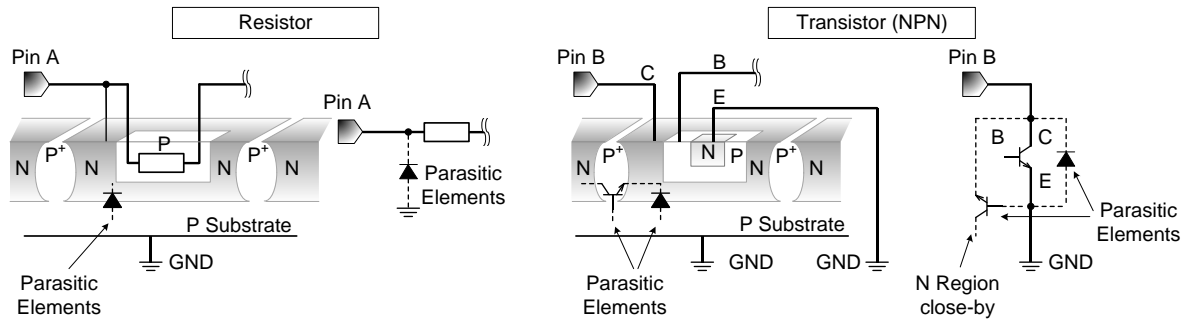 Resistor
Pin A
N
P+
N
P
P+
N
N
P Substrate
GND
Parasitic
Elements
Pin A
Parasitic
Elements
Transistor (NPN)
Pin B
C
B
E
N
P+
N
N
P
P+
N
N
P Substrate
GND
GND
Parasitic
Elements
Pin B
B
C
E
Parasitic
Elements
GND
N Region
close-by